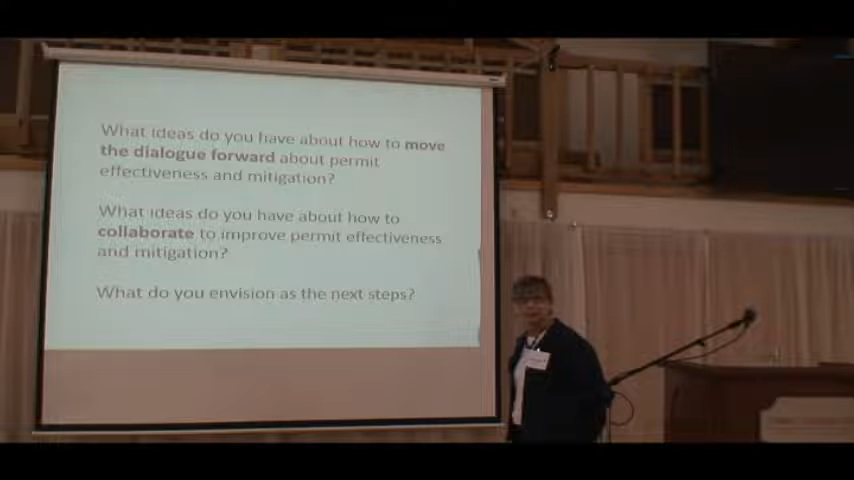 What ideas do you have about how to move
the dialogue forward about permit
effectiveness and mitigation?
What ideas do you have about how to
collaborate to improve permit effectiveness
and mitigation?
What do you envision as the next steps?